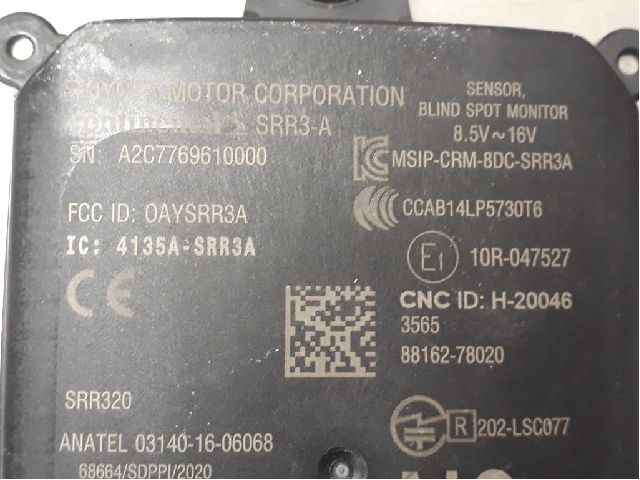 TOYOTA MOTOR CORPORATION
SRR3-A
SN: A2C7769610000
FCC ID: OAYSRR3A
IC: 4135A-SRR3A
CE
SRR320
ANATEL 03140-16-06068
68664/SDPPI/2020
SENSOR,
BLIND SPOT MONITOR
8.5V~16V
MSIP-CRM-8DC-SRR3A
CCAB14LP5730T6
E1 10R-047527
CNC ID: H-20046
3565
88162-78020
R 202-LSC077